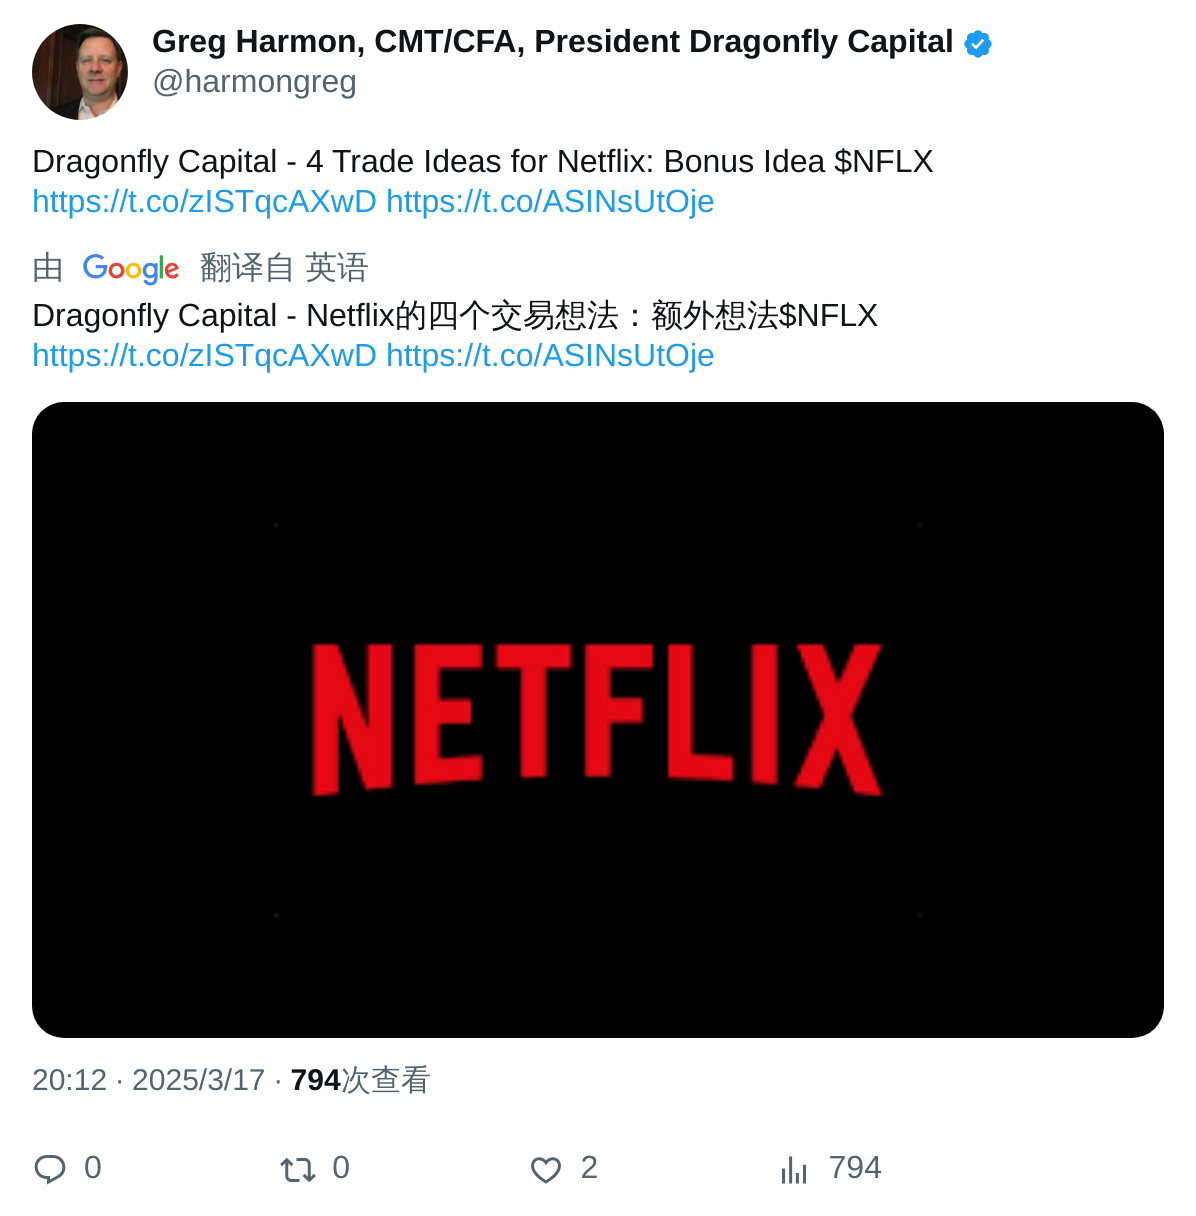 Greg Harmon, CMT/CFA, President Dragonfly Capital
@harmongreg
Dragonfly Capital - 4 Trade Ideas for Netflix: Bonus Idea $NFLX
https://t.co/zISTqcAXwD https://t.co/ASINsUtOje
由 Google 翻译自 英语
Dragonfly Capital - Netflix的四个交易想法：额外想法$NFLX
https://t.co/zISTqcAXwD https://t.co/ASINsUtOje
NETFLIX
20:12 · 2025/3/17 · 794次查看
0 0 2 794